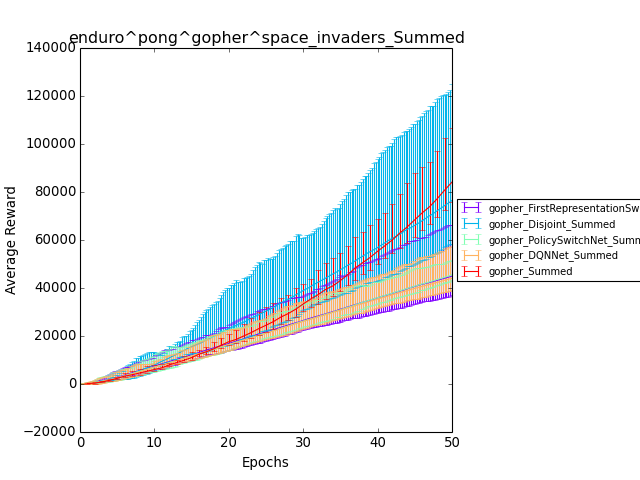 enduro^pong^gopher^space_invaders_Summed
140000
120000
100000
80000
60000
40000
20000
0
−20000
Average Reward
0 10 20 30 40 50
Epochs
gopher_FirstRepresentationSw
gopher_Disjoint_Summed
gopher_PolicySwitchNet_Summ
gopher_DQNNet_Summed
gopher_Summed